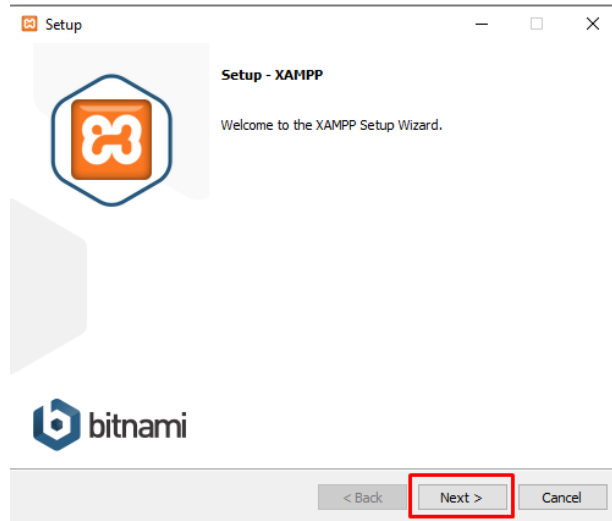 Setup
Setup - XAMPP
Welcome to the XAMPP Setup Wizard.
bitnami
< Back
Next >
Cancel